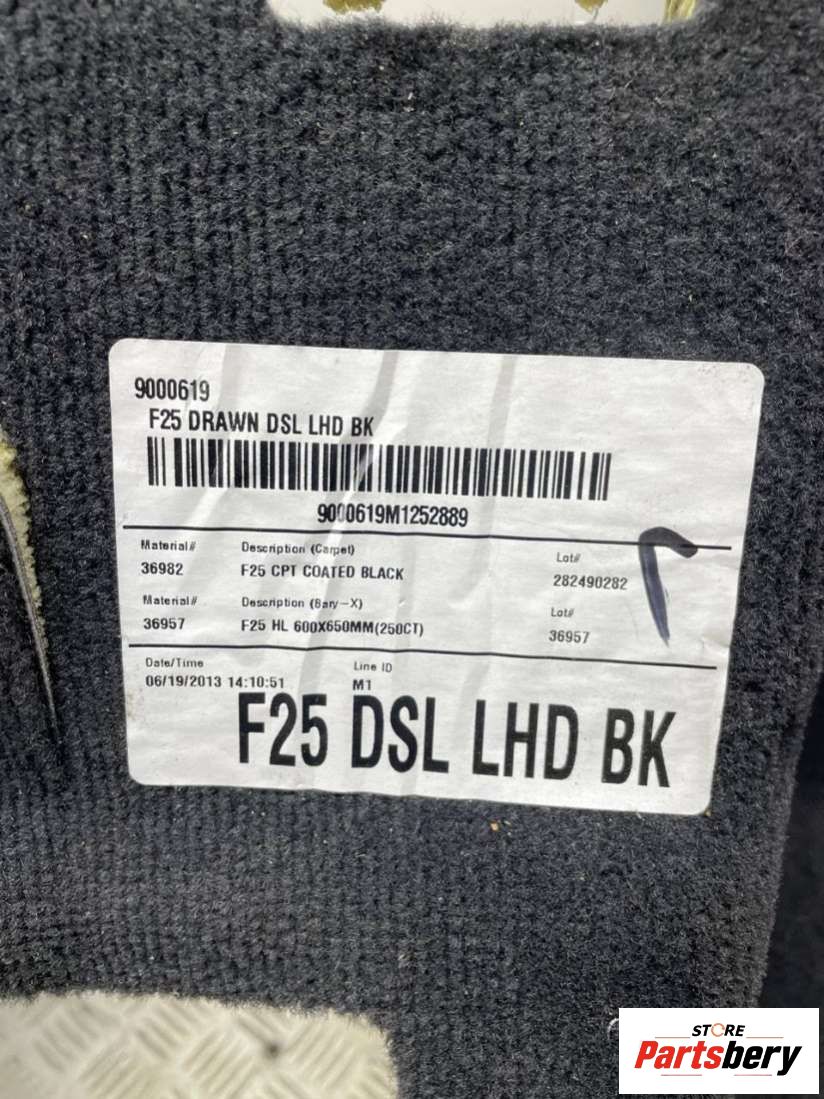 9000619
F25 DRAWN DSL LHD BK
9000619M1252889
Material# Description (Carpet) Lot#
36982 F25 CPT COATED BLACK 282490282
Material# Description (Bary-X) Lot#
36957 F25 HL 600X650MM(250CT) 36957
Date/Time Line ID
06/19/2013 14:10:51 M1
F25 DSL LHD BK
STORE
Partsbery